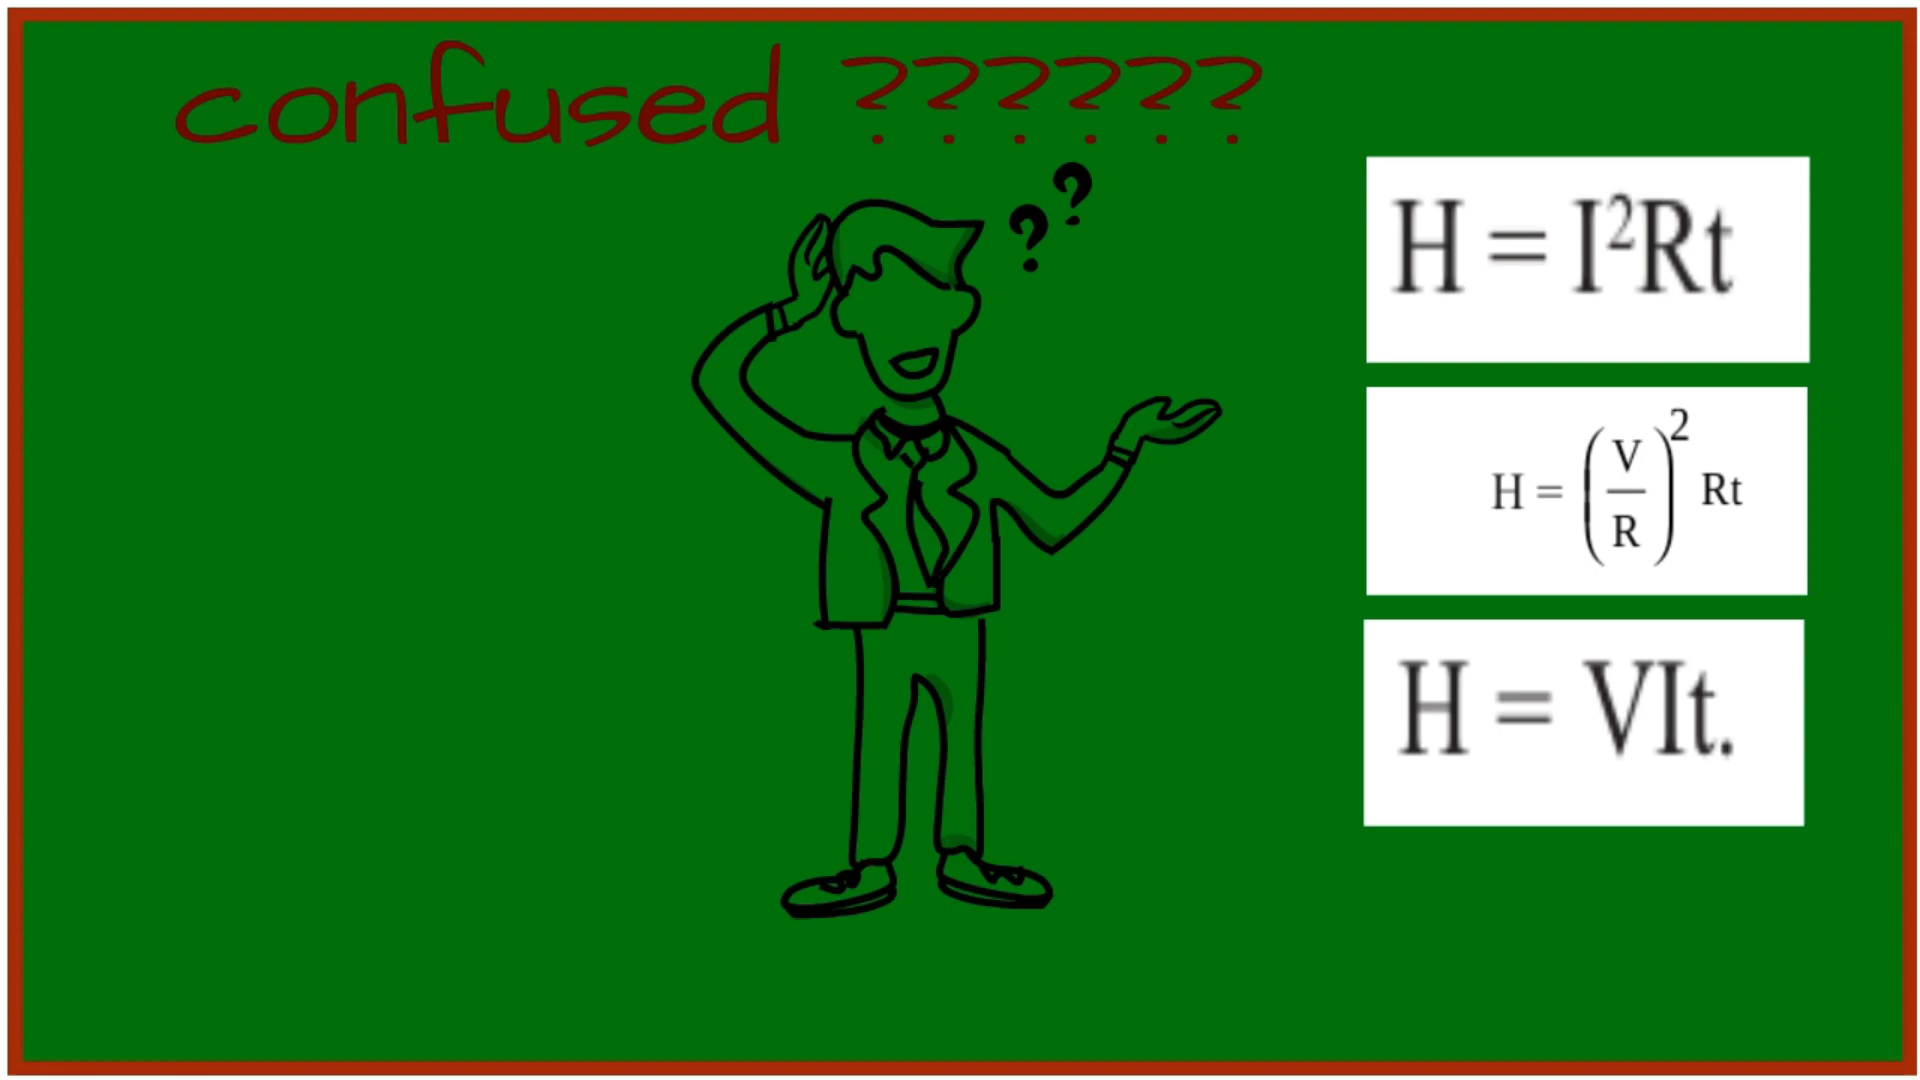 confused ??????
? ?
H = I²Rt
H = (V/R)² Rt
H = VIt.